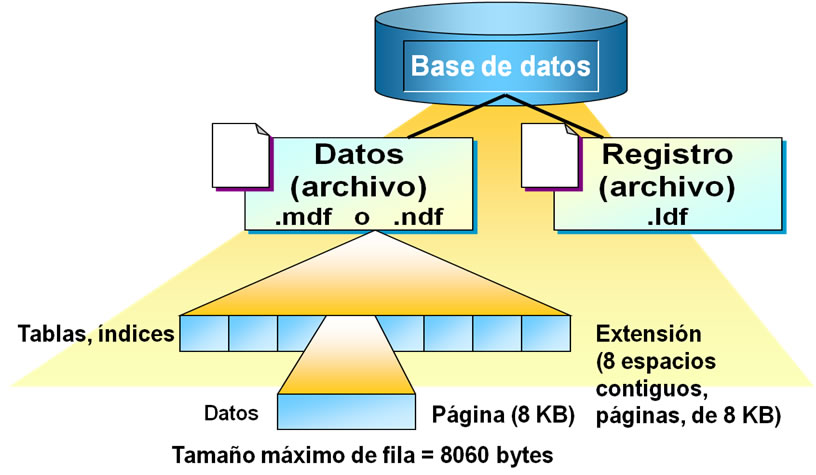 Base de datos
Datos
(archivo)
.mdf o .ndf
Registro
(archivo)
.ldf
Tablas, índices
Extensión
(8 espacios
contiguos,
páginas, de 8 KB)
Datos
Página (8 KB)
Tamaño máximo de fila = 8060 bytes